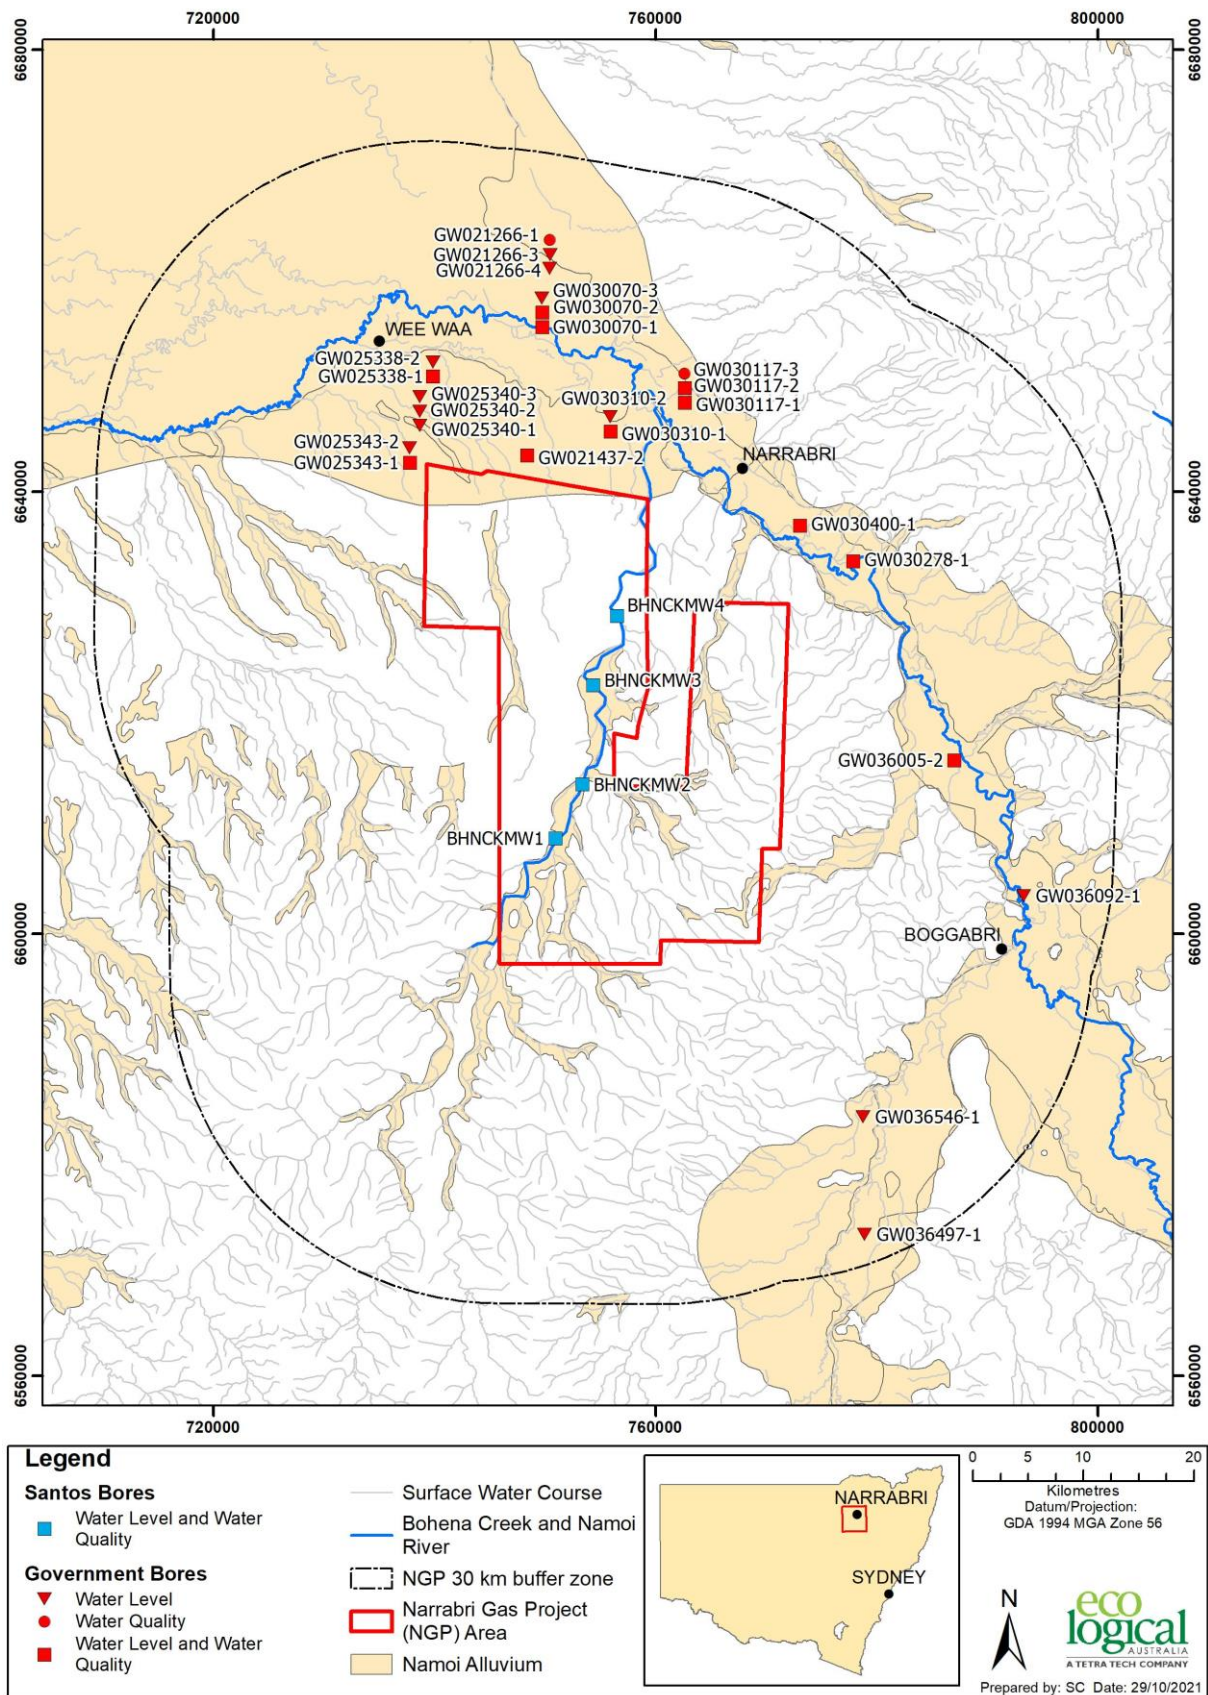 720000
760000
800000
6680000
6680000
GW021266-1
GW021266-3
GW021266-4
GW030070-3
GW030070-2
GW030070-1
WEE WAA
GW025338-2
GW025338-1
GW030117-3
GW030117-2
GW030117-1
GW025340-3
GW025340-2
GW025340-1
GW030310-2
GW030310-1
GW025343-2
GW025343-1
GW021437-2
NARRABRI
6640000
6640000
GW030400-1
GW030278-1
BHNCKMW4
BHNCKMW3
GW036005-2
BHNCKMW2
BHNCKMW1
GW036092-1
6600000
6600000
BOGGABRI
GW036546-1
GW036497-1
6560000
6560000
720000
760000
800000
Legend
Santos Bores
Water Level and Water
Quality
Government Bores
Water Level
Water Quality
Water Level and Water
Quality
Surface Water Course
Bohena Creek and Namoi
River
NGP 30 km buffer zone
Narrabri Gas Project
(NGP) Area
Namoi Alluvium
NARRABRI
SYDNEY
0 5 10 20
Kilometres
Datum/Projection:
GDA 1994 MGA Zone 56
N
eco
logical
AUSTRALIA
A TETRA TECH COMPANY
Prepared by: SC Date: 29/10/2021